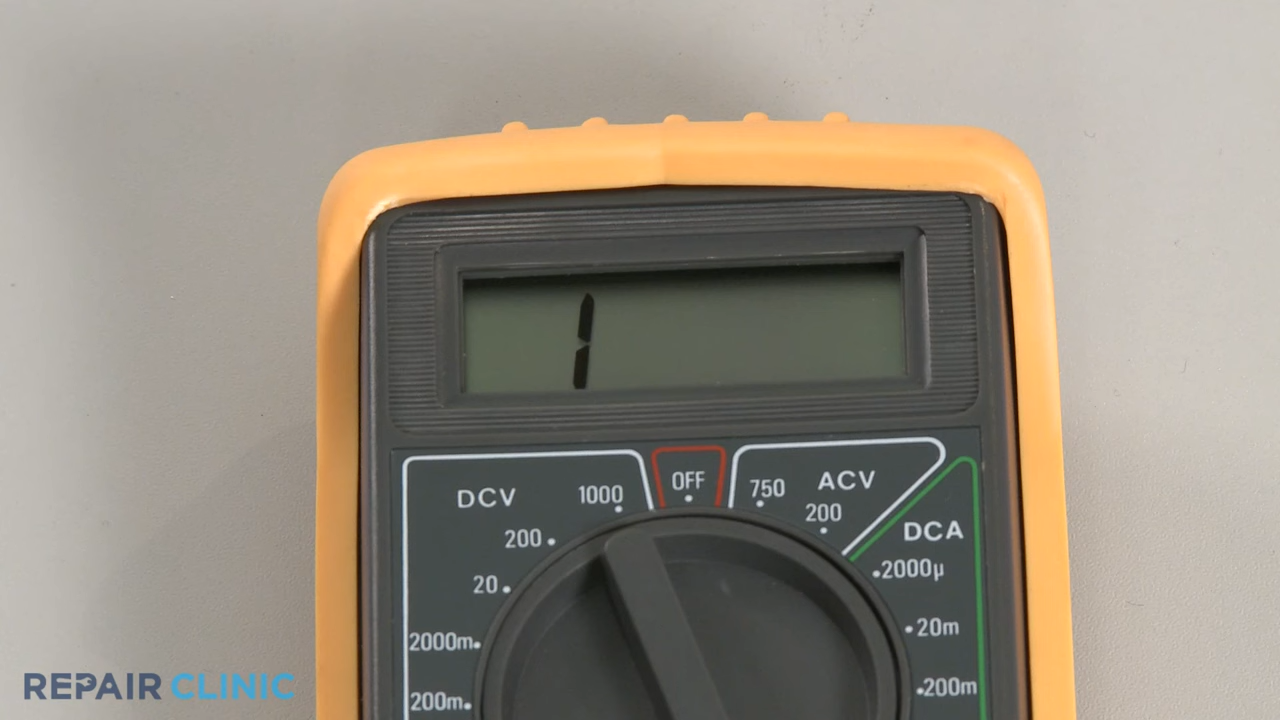 1
DCV 1000 OFF 750 ACV
200 200 DCA
20 2000µ
2000m 20m
200m 200m
REPAIR CLINIC